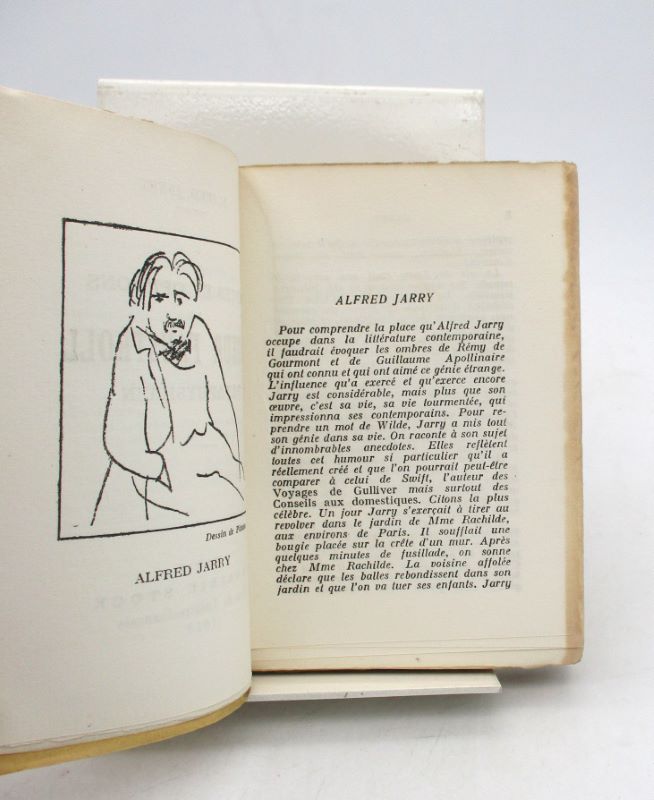 Dessin de
ALFRED JARRY
ALFRED JARRY
Pour comprendre la place qu'Alfred Jarry
occupe dans la littérature contemporaine,
il faudrait évoquer les ombres de Rémy de
Gourmont et de Guillaume Apollinaire
qui ont connu et qui ont aimé ce génie étrange.
L'influence qu'a exercé et qu'exerce encore
Jarry est considérable, mais plus que son
œuvre, c'est sa vie, sa vie tourmentée, qui
impressionna ses contemporains. Pour re-
prendre un mot de Wilde, Jarry a mis tout
son génie dans sa vie. On raconte à son sujet
d'innombrables anecdotes. Elles reflètent
toutes cet humour si particulier qu'il a
réellement créé et que l'on pourrait peut-être
comparer à celui de Swift, l'auteur des
Voyages de Gulliver mais surtout des
Conseils aux domestiques. Citons la plus
célèbre. Un jour Jarry s'exerçait à tirer au
revolver dans le jardin de Mme Rachilde,
aux environs de Paris. Il soufflait une
bougie placée sur la crête d'un mur. Après
quelques minutes de fusillade, on sonne
chez Mme Rachilde. La voisine affolée
déclare que les balles rebondissent dans son
jardin et que l'on va tuer ses enfants. Jarry